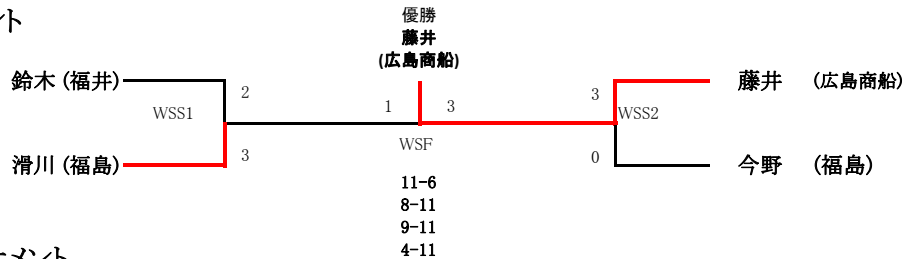 ント
優勝
藤井
(広島商船)
鈴木 (福井)
2
WSS1
3
滑川 (福島)
1
3
WSF
11-6
8-11
9-11
4-11
3
WSS2
0
藤井 (広島商船)
今野 (福島)
メント